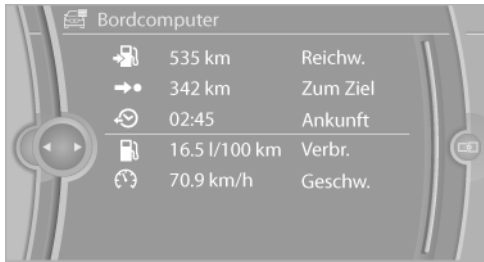 Bordcomputer
535 km Reichw.
342 km Zum Ziel
02:45 Ankunft
16.5 l/100 km Verbr.
70.9 km/h Geschw.